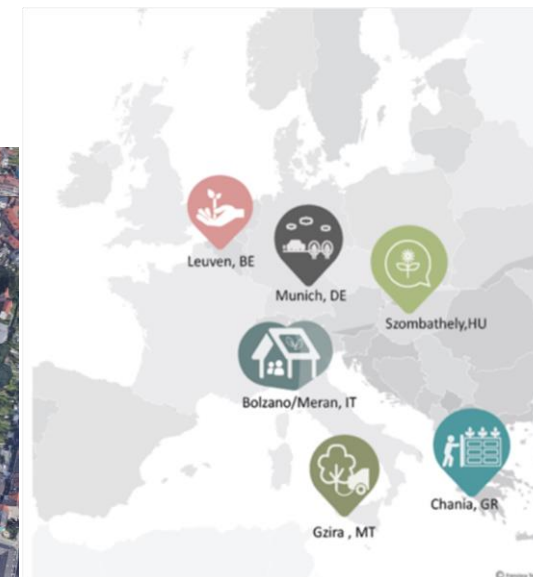 Leuven, BE
Munich, DE
Szombathely,HU
Bolzano/Meran, IT
Chania, GR
Gzira , MT